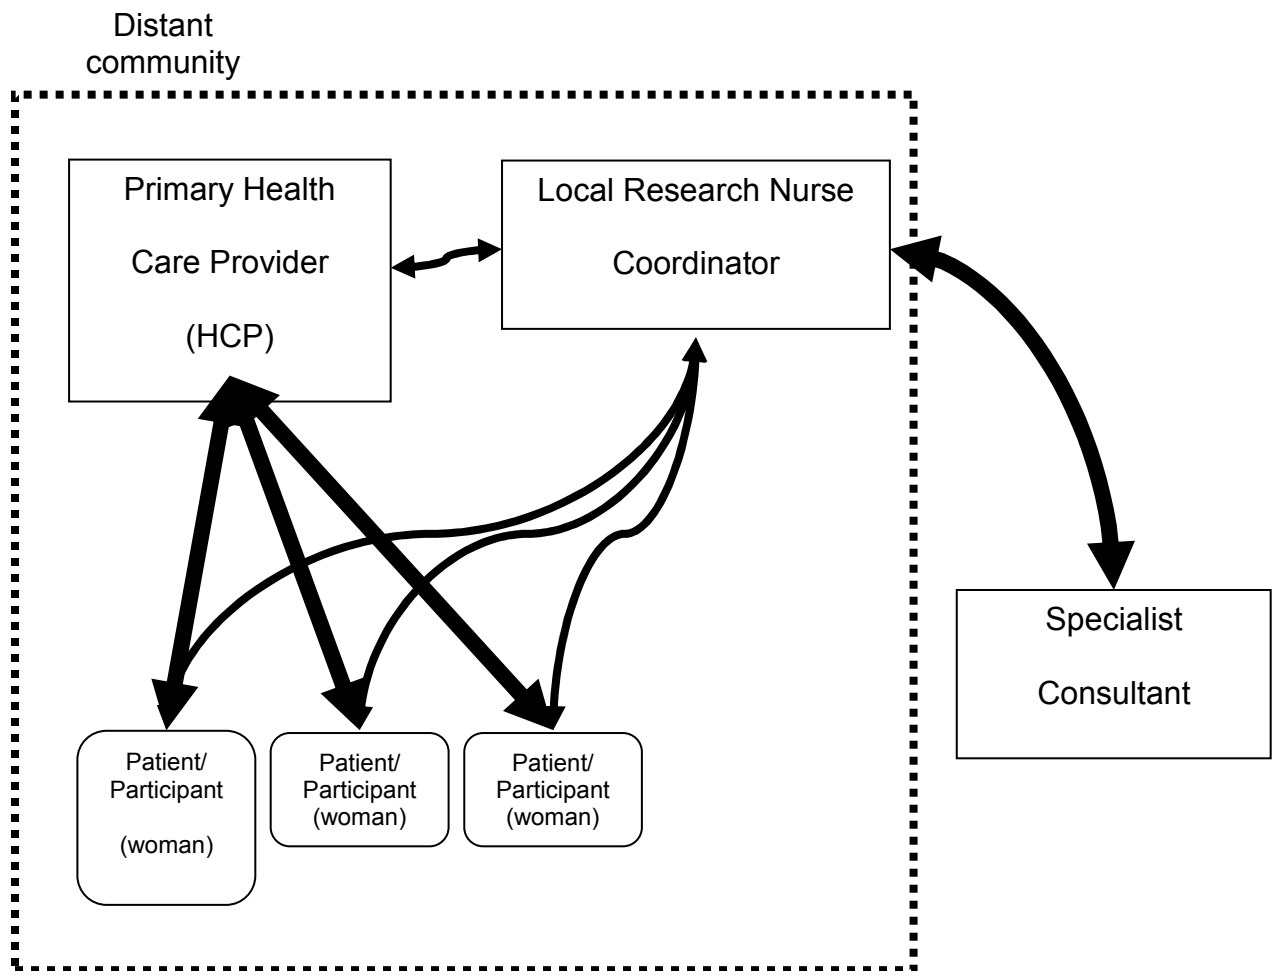 Distant
community
Primary Health
Care Provider
(HCP)
Local Research Nurse
Coordinator
Specialist
Consultant
Patient/
Participant
(woman)
Patient/
Participant
(woman)
Patient/
Participant
(woman)